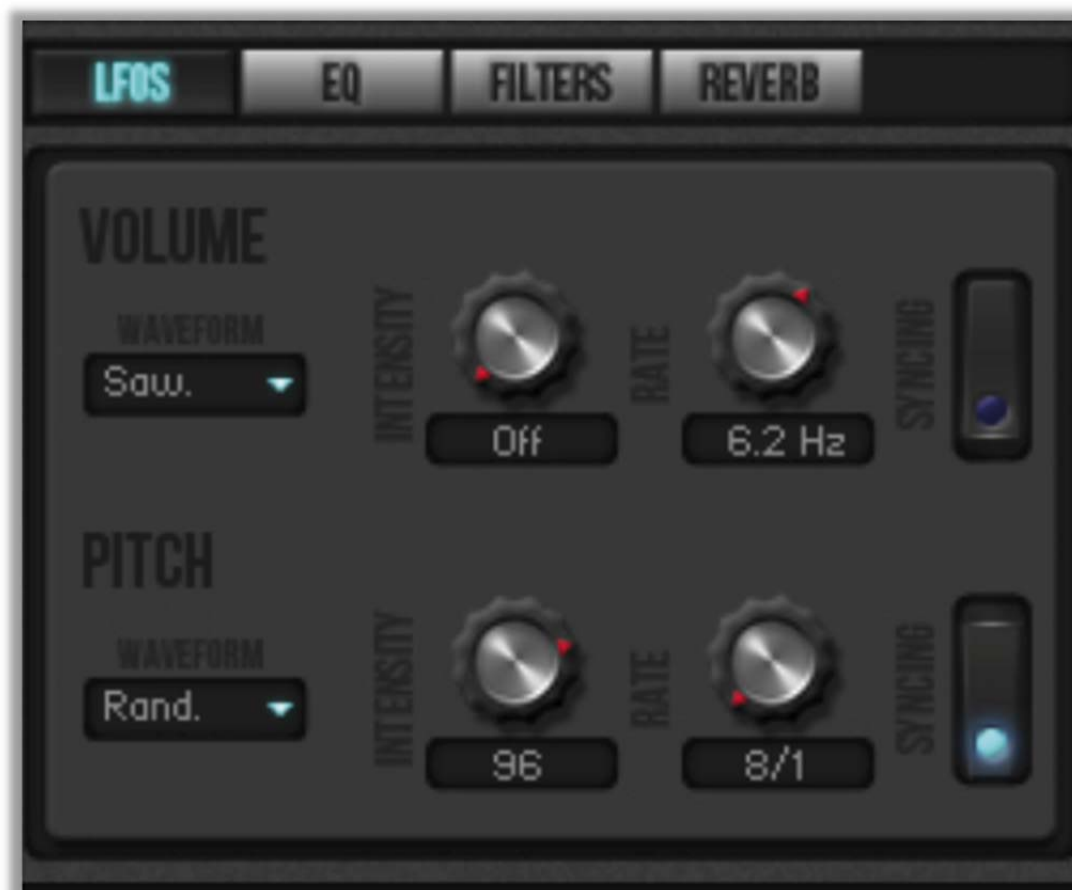 LFOS EQ FILTERS REVERB
VOLUME
WAVEFORM
Saw.
INTENSITY
Off
RATE
6.2 Hz
SYNCING
PITCH
WAVEFORM
Rand.
INTENSITY
96
RATE
8/1
SYNCING